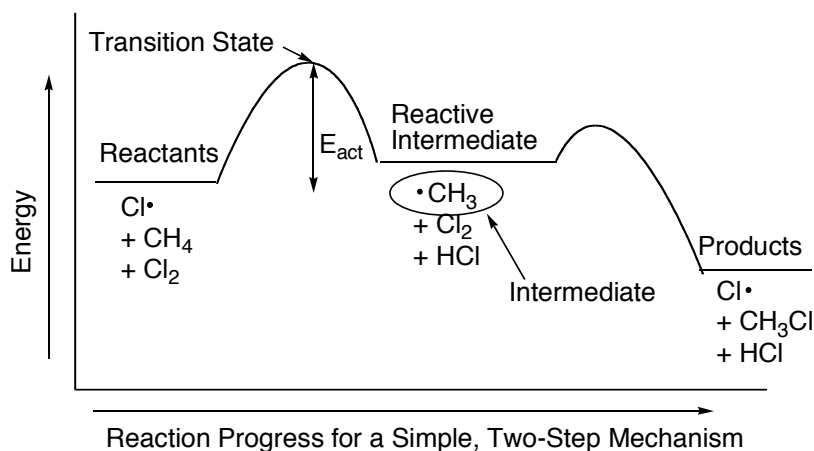 Transition State
Reactive
Intermediate
Reactants
E_act
Cl•
+ CH₄
+ Cl₂
•CH₃
+ Cl₂
+ HCl
Intermediate
Products
Cl•
+ CH₃Cl
+ HCl
Energy
Reaction Progress for a Simple, Two-Step Mechanism